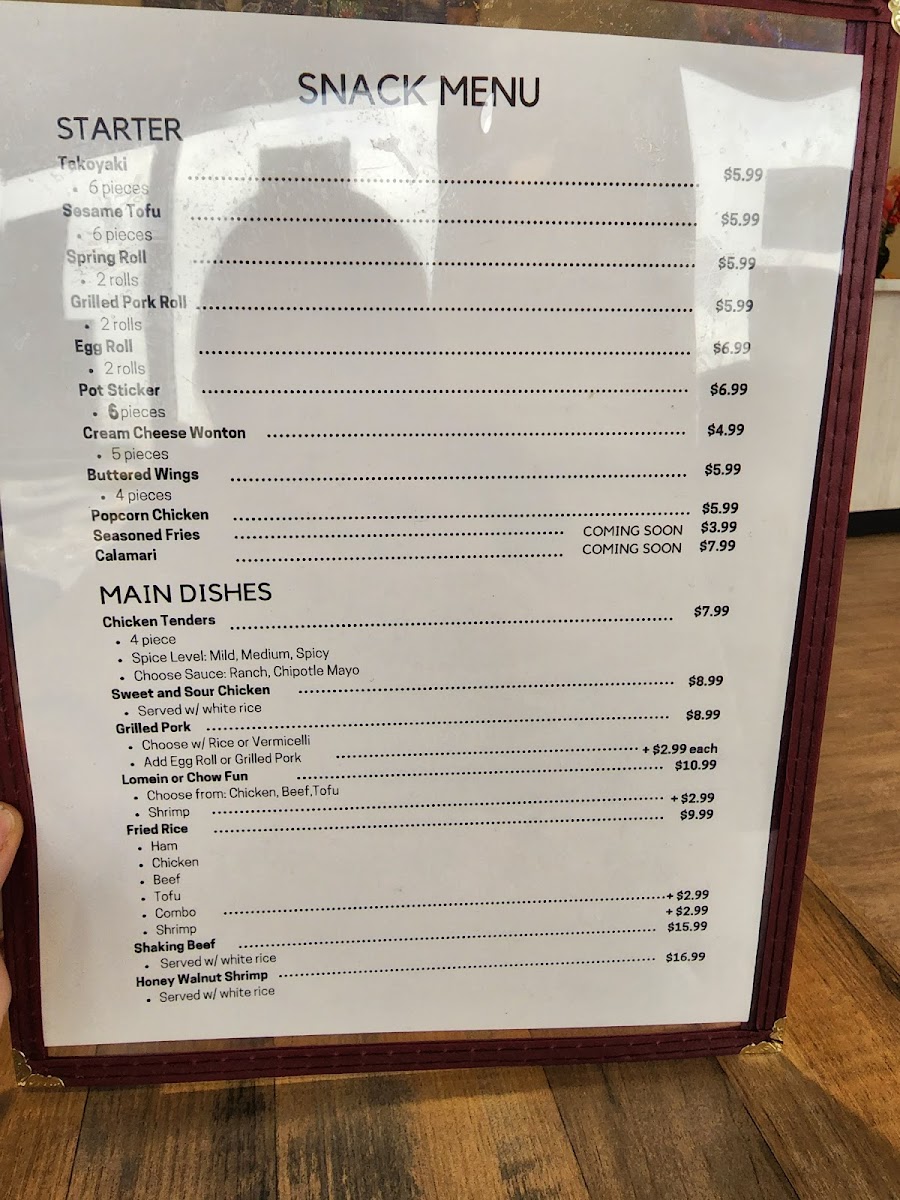 SNACK MENU
STARTER
Takoyaki ........ $5.99
• 6 pieces
Sesame Tofu ........ $5.99
• 6 pieces
Spring Roll ........ $5.99
• 2 rolls
Grilled Pork Roll ........ $5.99
• 2 rolls
Egg Roll ........ $6.99
• 2 rolls
Pot Sticker ........ $6.99
• 6 pieces
Cream Cheese Wonton ........ $4.99
• 5 pieces
Buttered Wings ........ $5.99
• 4 pieces
Popcorn Chicken ........ $5.99
Seasoned Fries ........ COMING SOON $3.99
Calamari ........ COMING SOON $7.99
MAIN DISHES
Chicken Tenders ........ $7.99
• 4 piece
• Spice Level: Mild, Medium, Spicy
• Choose Sauce: Ranch, Chipotle Mayo
Sweet and Sour Chicken ........ $8.99
• Served w/ white rice
Grilled Pork ........ $8.99
• Choose w/ Rice or Vermicelli
• Add Egg Roll or Grilled Pork ........ + $2.99 each
Lomein or Chow Fun ........ $10.99
• Choose from: Chicken, Beef,Tofu
• Shrimp ........ + $2.99
Fried Rice ........ $9.99
• Ham
• Chicken
• Beef
• Tofu
• Combo ........ + $2.99
• Shrimp + $2.99
Shaking Beef ........ $15.99
• Served w/ white rice
Honey Walnut Shrimp ........ $16.99
• Served w/ white rice